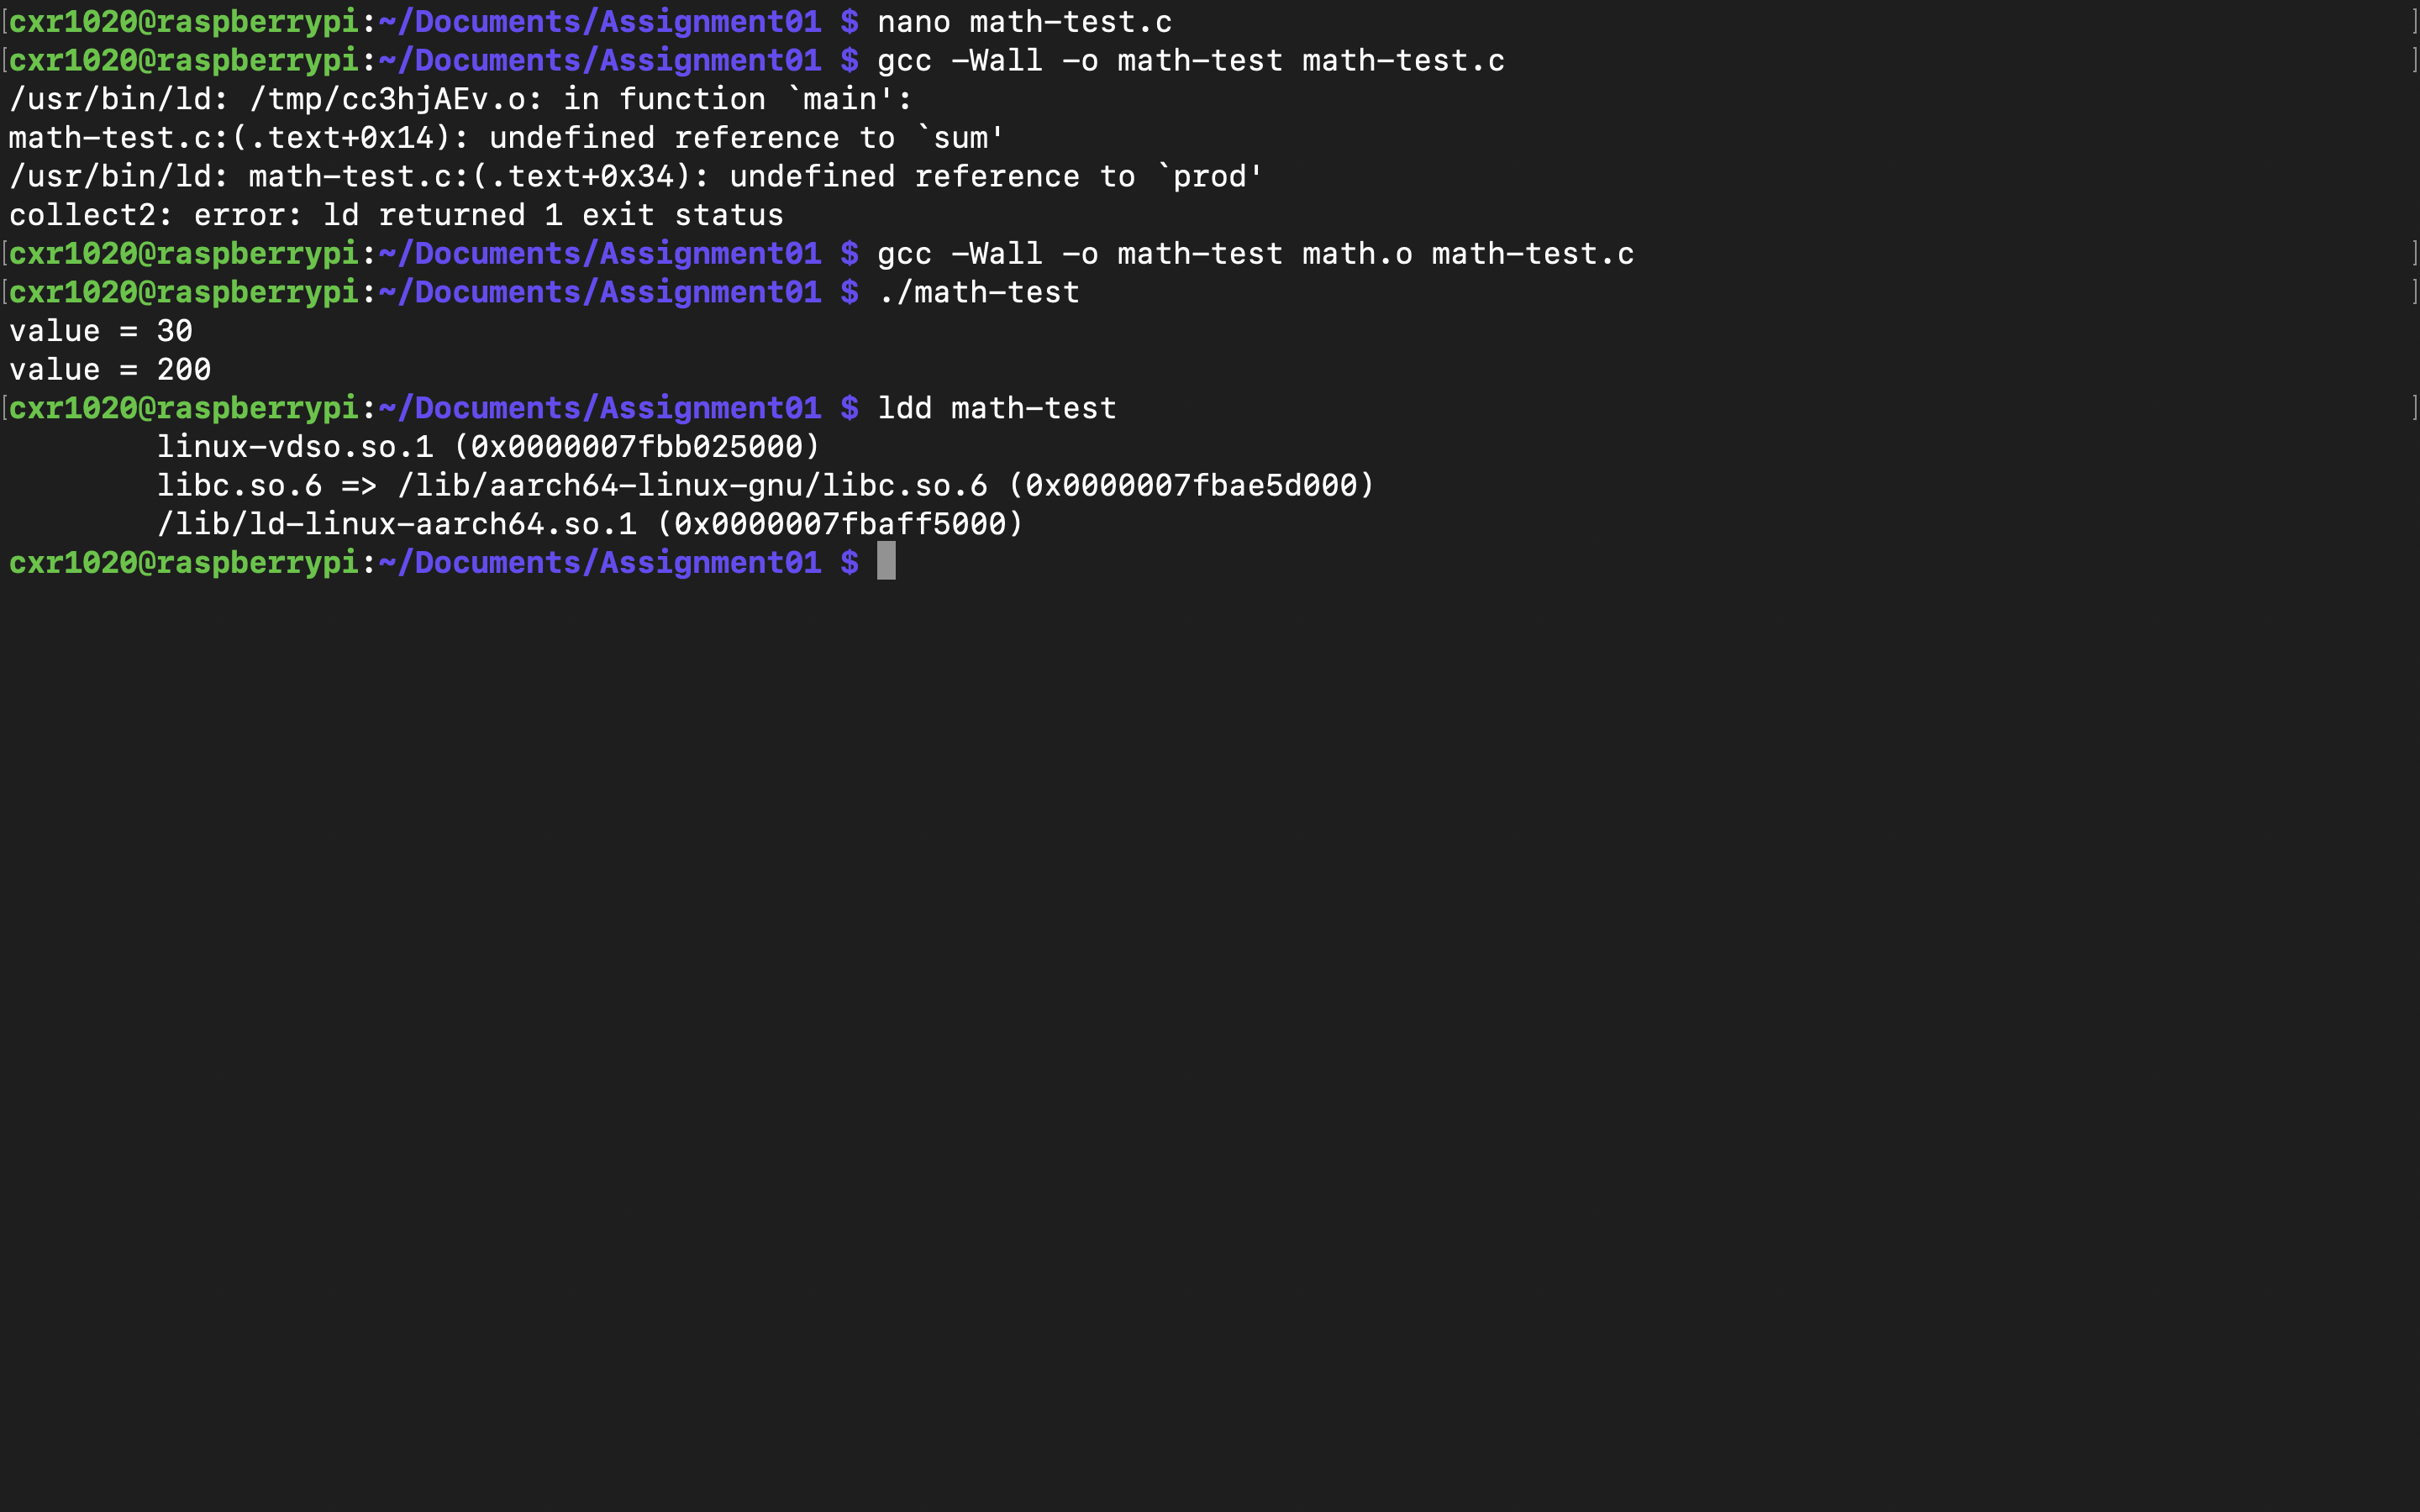 [cxr1020@raspberrypi:~/Documents/Assignment01 $ nano math-test.c ]
[cxr1020@raspberrypi:~/Documents/Assignment01 $ gcc -Wall -o math-test math-test.c ]
/usr/bin/ld: /tmp/cc3hjAEv.o: in function `main':
math-test.c:(.text+0x14): undefined reference to `sum'
/usr/bin/ld: math-test.c:(.text+0x34): undefined reference to `prod'
collect2: error: ld returned 1 exit status
[cxr1020@raspberrypi:~/Documents/Assignment01 $ gcc -Wall -o math-test math.o math-test.c ]
[cxr1020@raspberrypi:~/Documents/Assignment01 $ ./math-test ]
value = 30
value = 200
[cxr1020@raspberrypi:~/Documents/Assignment01 $ ldd math-test ]
linux-vdso.so.1 (0x0000007fbb025000)
libc.so.6 => /lib/aarch64-linux-gnu/libc.so.6 (0x0000007fbae5d000)
/lib/ld-linux-aarch64.so.1 (0x0000007fbaff5000)
cxr1020@raspberrypi:~/Documents/Assignment01 $